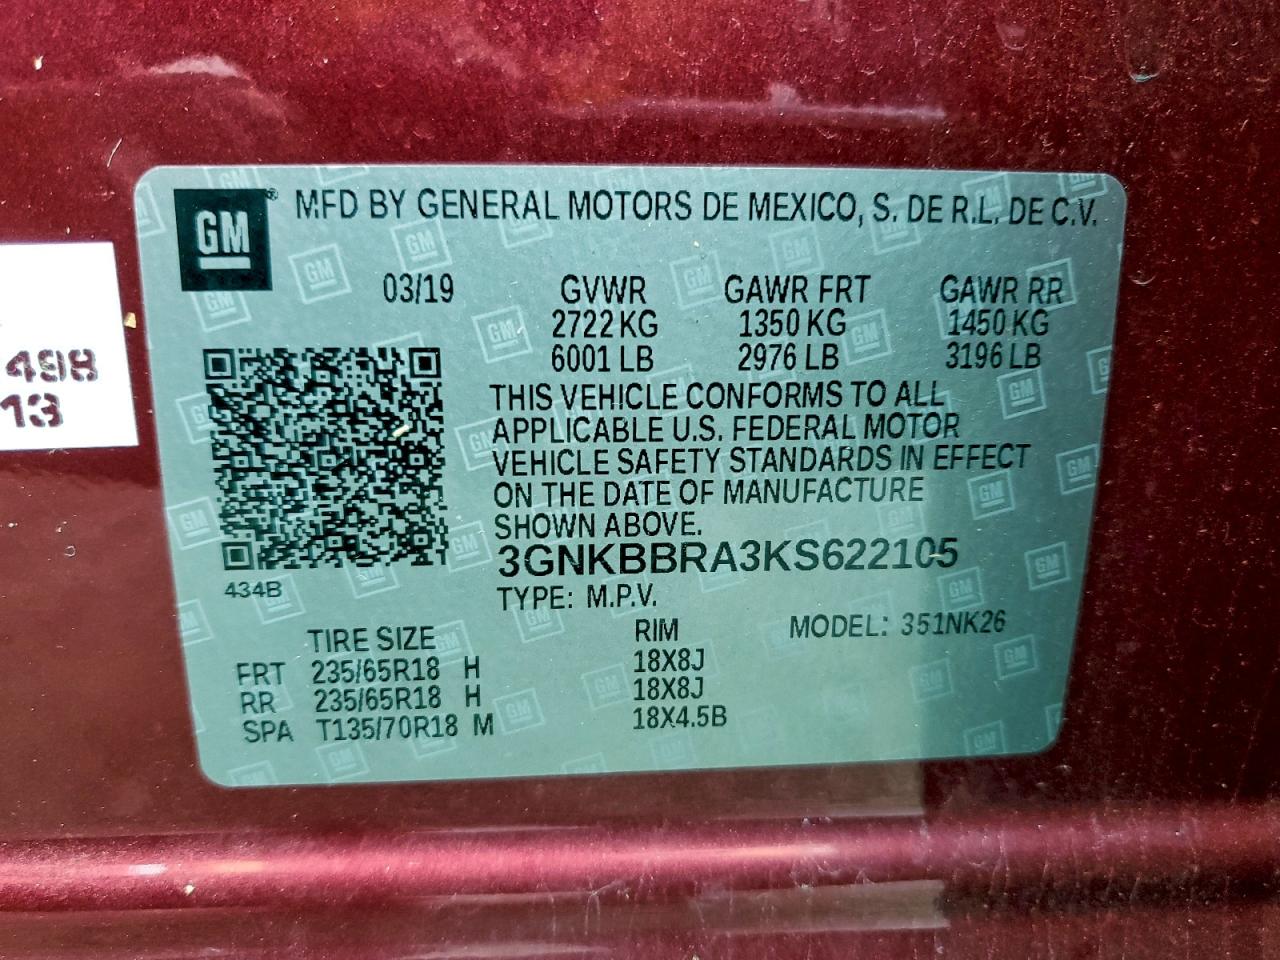 GM® MFD BY GENERAL MOTORS DE MEXICO, S. DE R.L. DE C.V.
03/19 GVWR GAWR FRT GAWR RR
2722 KG 1350 KG 1450 KG
6001 LB 2976 LB 3196 LB
THIS VEHICLE CONFORMS TO ALL
APPLICABLE U.S. FEDERAL MOTOR
VEHICLE SAFETY STANDARDS IN EFFECT
ON THE DATE OF MANUFACTURE
SHOWN ABOVE.
3GNKBBRA3KS622105
434B
TYPE: M.P.V.
TIRE SIZE RIM MODEL: 351NK26
FRT 235/65R18 H 18X8J
RR 235/65R18 H 18X8J
SPA T135/70R18 M 18X4.5B
498
13